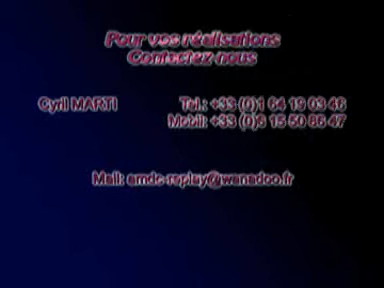 Pour vos réalisations
Contactez nous
Cyril MARTI Tel.: +33 (0)1 64 19 03 46
Mobil: +33 (0)6 15 50 86 47
Mail: amdc-replay@wanadoo.fr